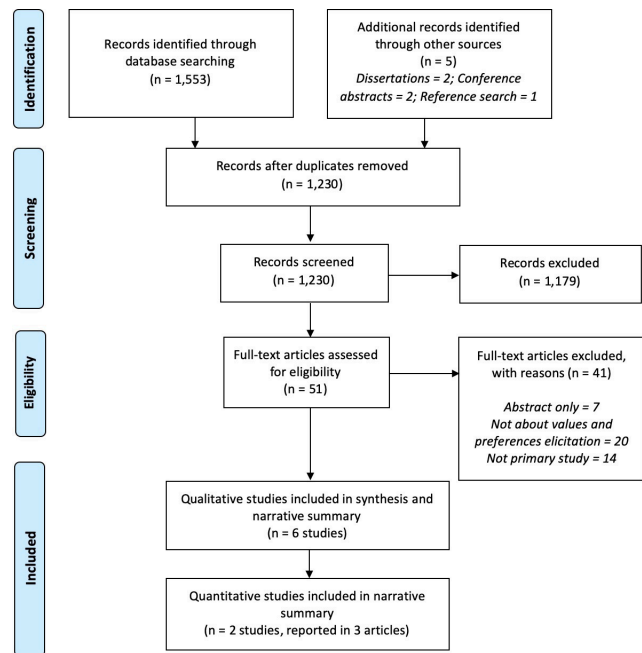 Identification
Records identified through
database searching
(n = 1,553)
Additional records identified
through other sources
(n = 5)
Dissertations = 2; Conference
abstracts = 2; Reference search = 1
Screening
Records after duplicates removed
(n = 1,230)
Records screened
(n = 1,230)
Records excluded
(n = 1,179)
Eligibility
Full-text articles assessed
for eligibility
(n = 51)
Full-text articles excluded,
with reasons (n = 41)
Abstract only = 7
Not about values and
preferences elicitation = 20
Not primary study = 14
Included
Qualitative studies included in synthesis and
narrative summary
(n = 6 studies)
Quantitative studies included in narrative
summary
(n = 2 studies, reported in 3 articles)